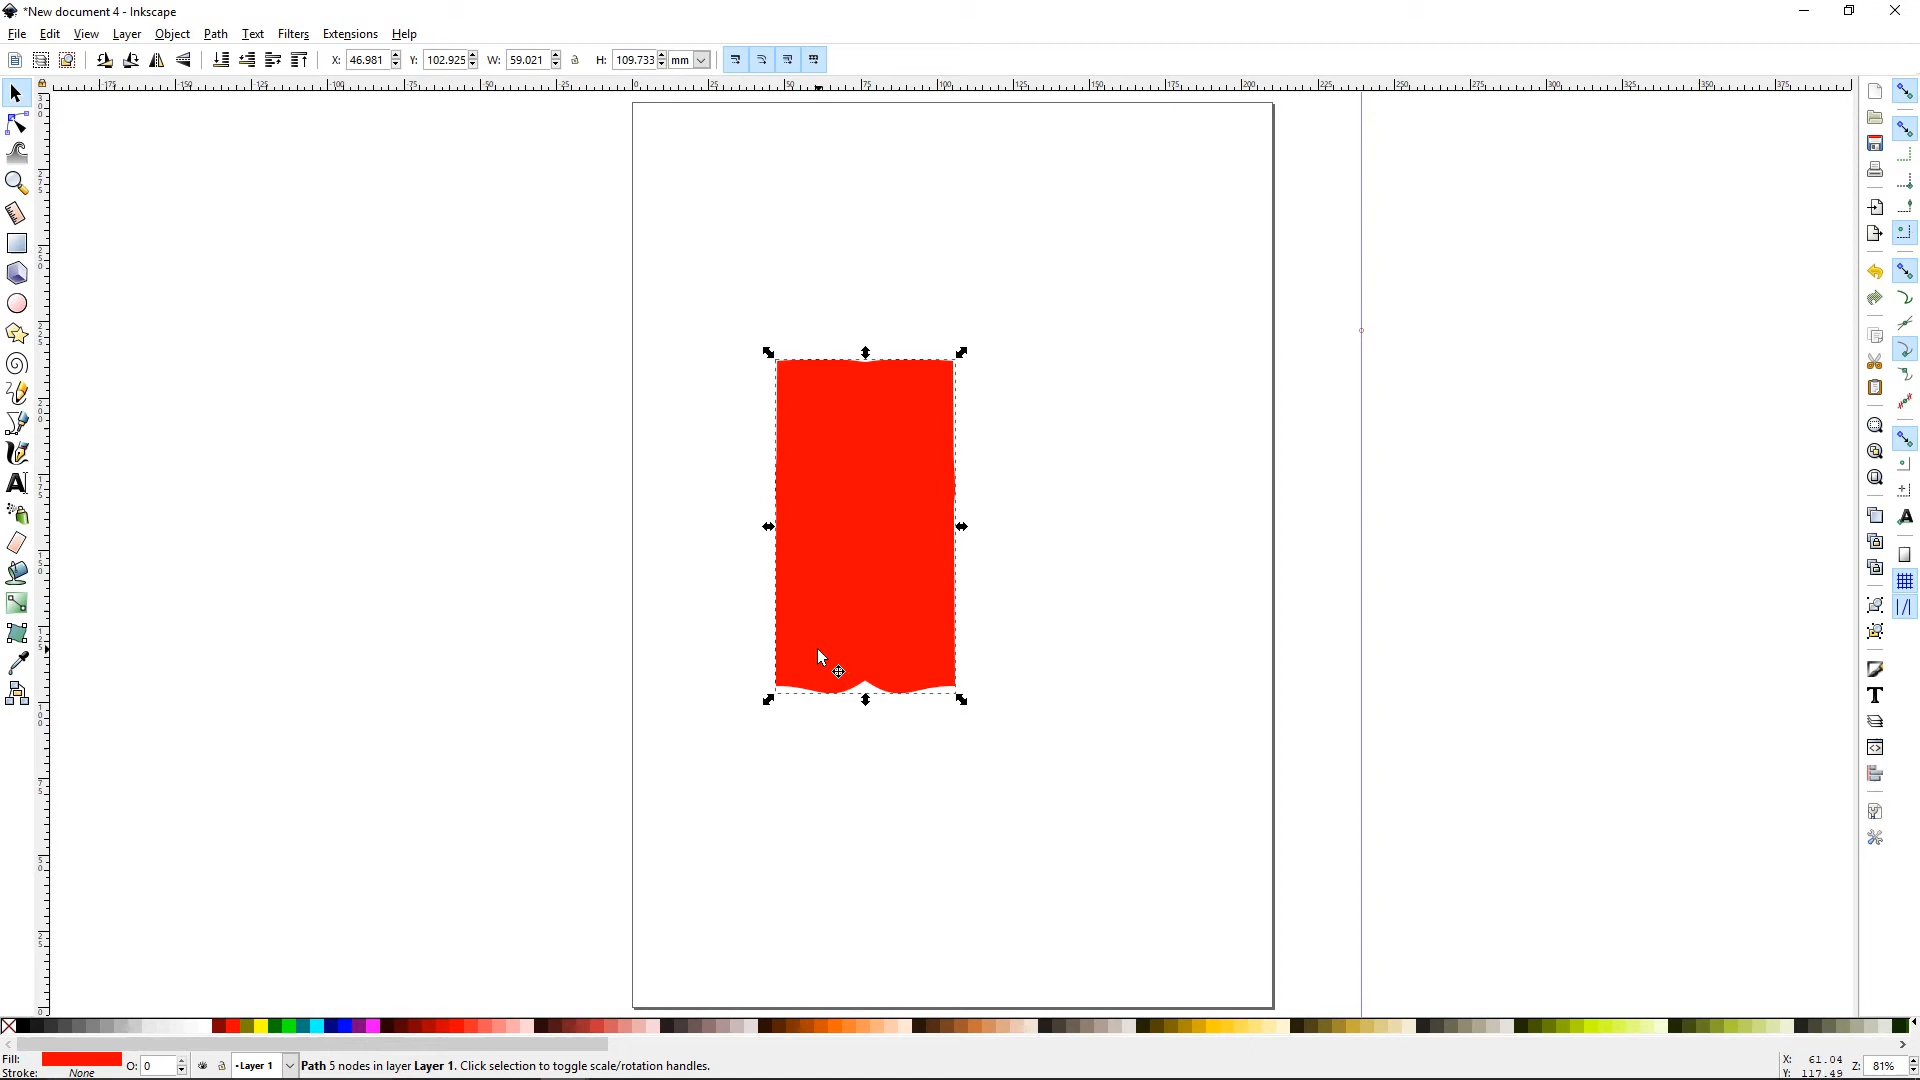 *New document 4 - Inkscape
File Edit View Layer Object Path Text Filters Extensions Help
X: 46.981 Y: 102.925 W: 59.021 H: 109.733 mm
Fill:
Stroke: None
O: 0
•Layer 1
Path 5 nodes in layer Layer 1. Click selection to toggle scale/rotation handles.
X: 61.04
Y: 117.49
Z: 81%